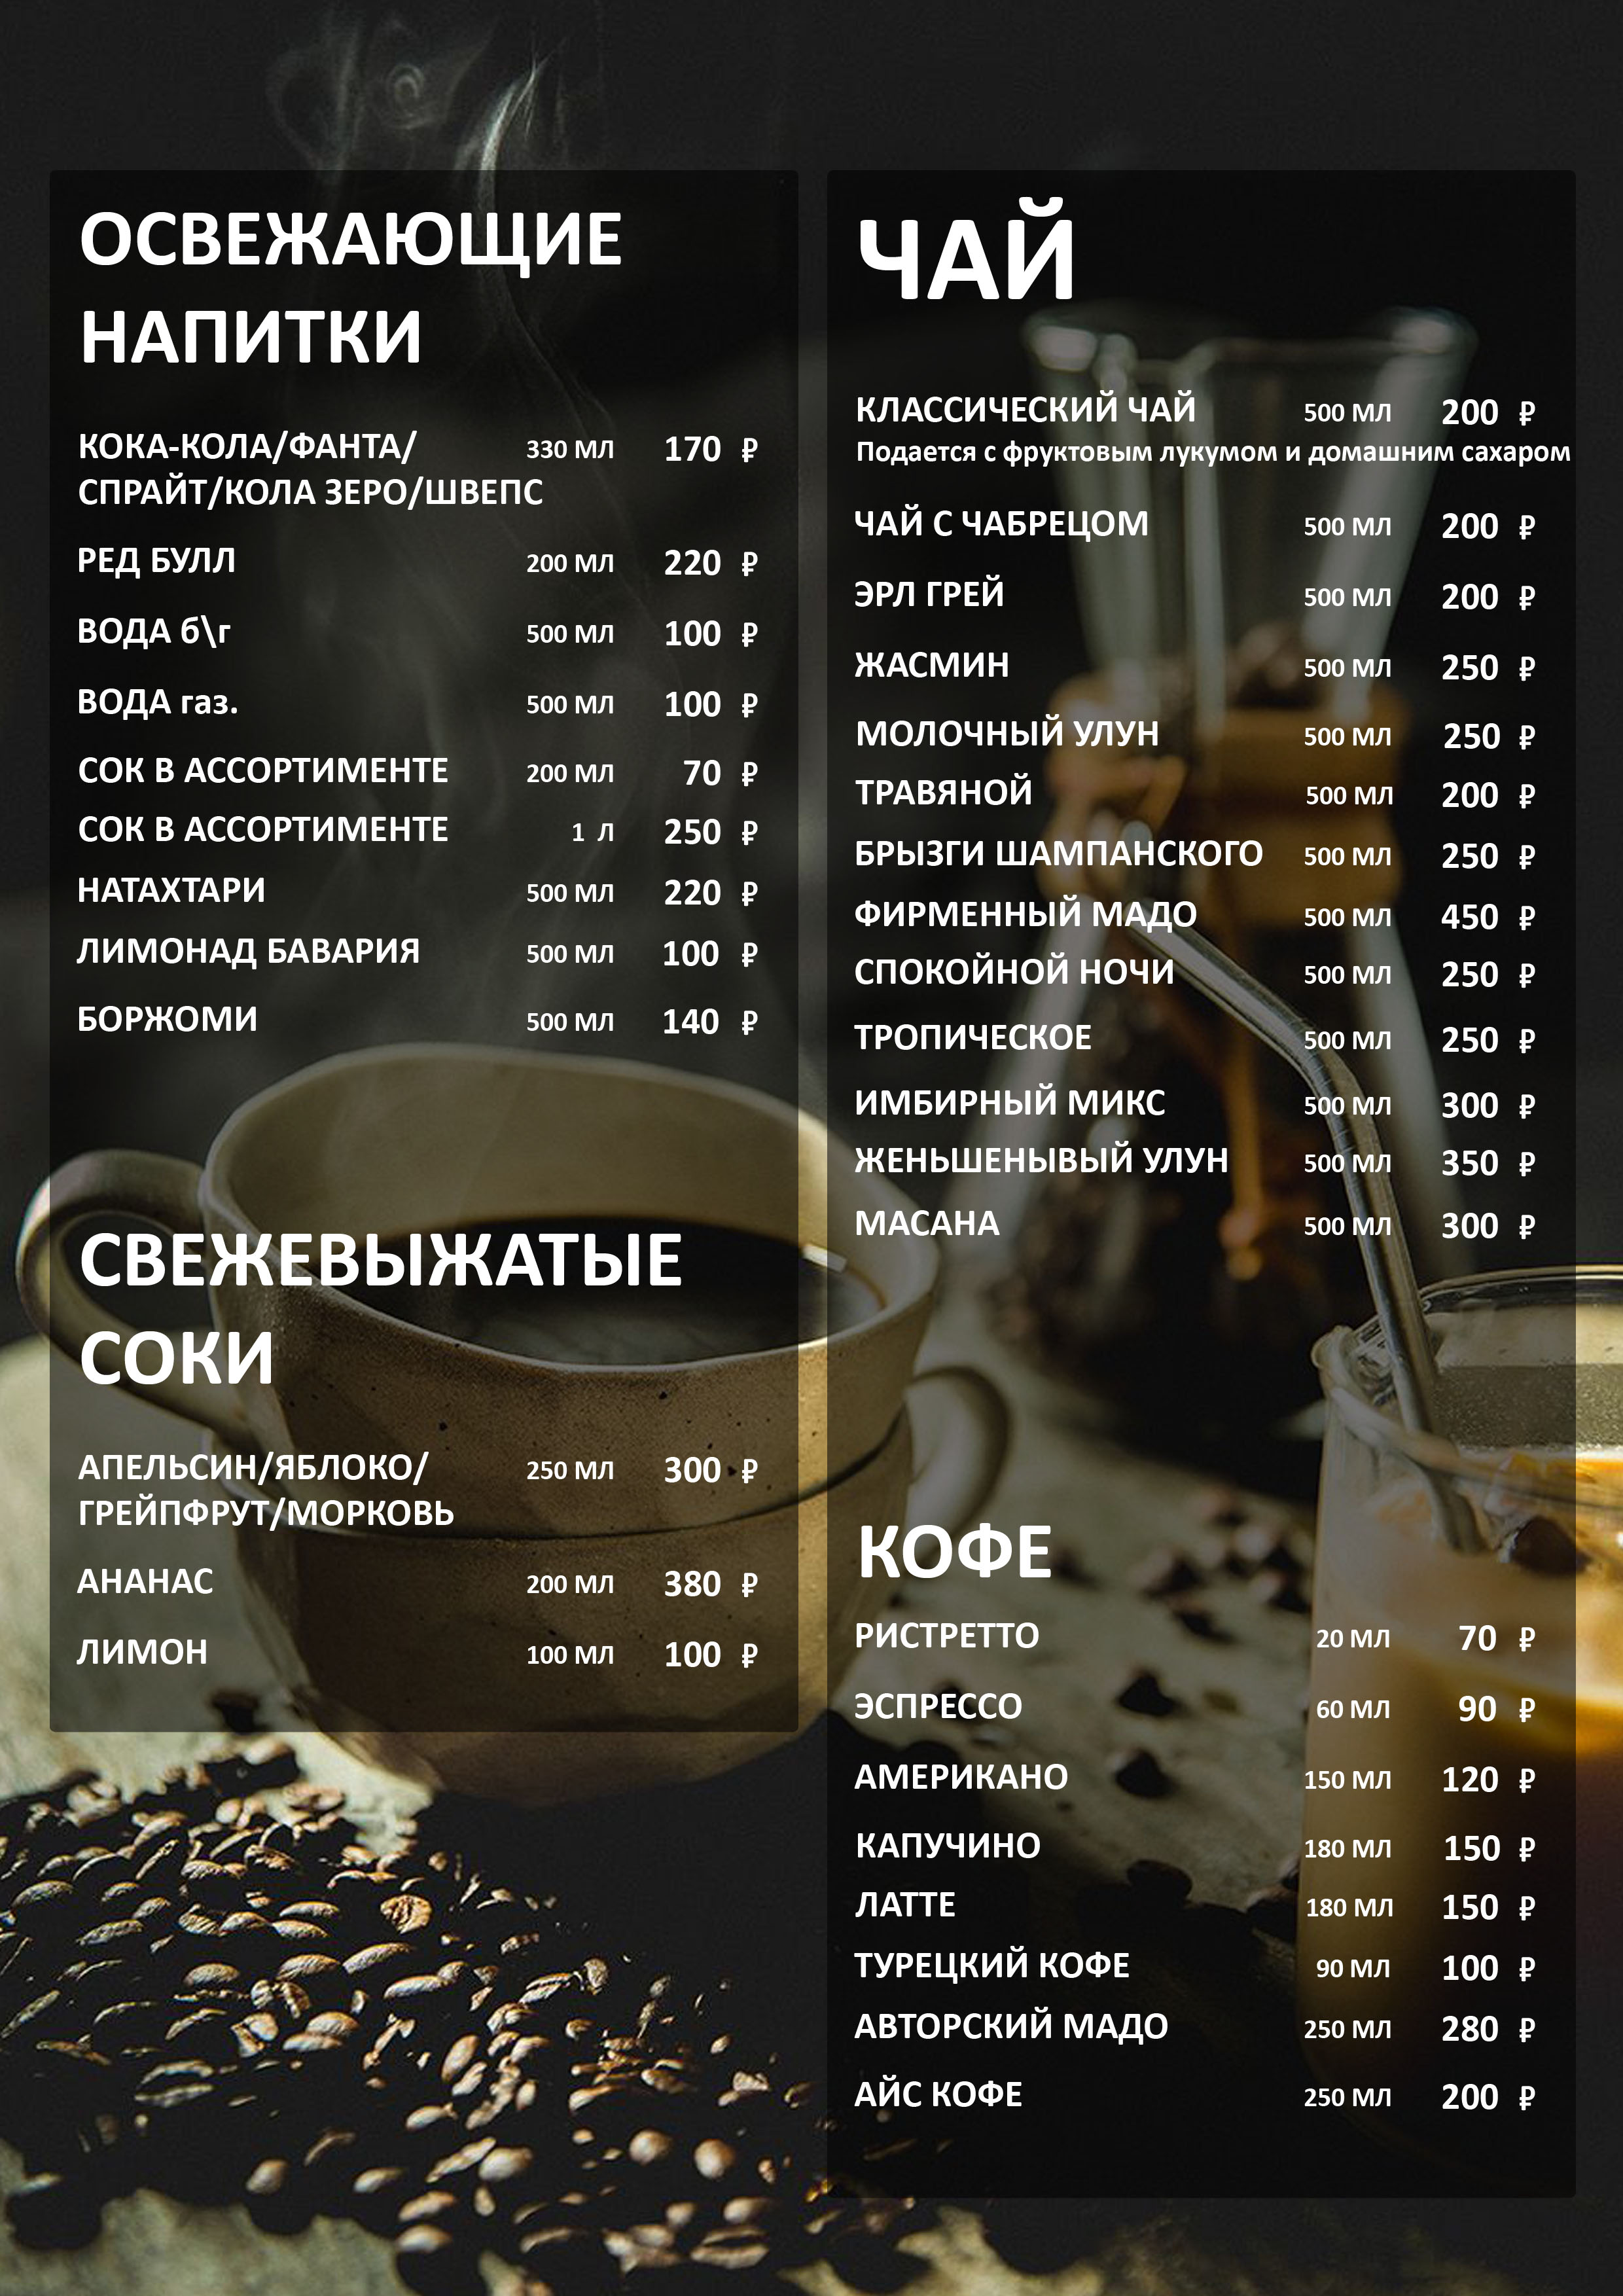 ОСВЕЖАЮЩИЕ
НАПИТКИ
КОКА-КОЛА/ФАНТА/ 330 МЛ 170 ₽
СПРАЙТ/КОЛА ЗЕРО/ШВЕПС
РЕД БУЛЛ 200 МЛ 220 ₽
ВОДА б\г 500 МЛ 100 ₽
ВОДА газ. 500 МЛ 100 ₽
СОК В АССОРТИМЕНТЕ 200 МЛ 70 ₽
СОК В АССОРТИМЕНТЕ 1 Л 250 ₽
НАТАХТАРИ 500 МЛ 220 ₽
ЛИМОНАД БАВАРИЯ 500 МЛ 100 ₽
БОРЖОМИ 500 МЛ 140 ₽
СВЕЖЕВЫЖАТЫЕ
СОКИ
АПЕЛЬСИН/ЯБЛОКО/ 250 МЛ 300 ₽
ГРЕЙПФРУТ/МОРКОВЬ
АНАНАС 200 МЛ 380 ₽
ЛИМОН 100 МЛ 100 ₽
ЧАЙ
КЛАССИЧЕСКИЙ ЧАЙ 500 МЛ 200 ₽
Подается с фруктовым лукумом и домашним сахаром
ЧАЙ С ЧАБРЕЦОМ 500 МЛ 200 ₽
ЭРЛ ГРЕЙ 500 МЛ 200 ₽
ЖАСМИН 500 МЛ 250 ₽
МОЛОЧНЫЙ УЛУН 500 МЛ 250 ₽
ТРАВЯНОЙ 500 МЛ 200 ₽
БРЫЗГИ ШАМПАНСКОГО 500 МЛ 250 ₽
ФИРМЕННЫЙ МАДО 500 МЛ 450 ₽
СПОКОЙНОЙ НОЧИ 500 МЛ 250 ₽
ТРОПИЧЕСКОЕ 500 МЛ 250 ₽
ИМБИРНЫЙ МИКС 500 МЛ 300 ₽
ЖЕНЬШЕНЫВЫЙ УЛУН 500 МЛ 350 ₽
МАСАНА 500 МЛ 300 ₽
КОФЕ
РИСТРЕТТО 20 МЛ 70 ₽
ЭСПРЕССО 60 МЛ 90 ₽
АМЕРИКАНО 150 МЛ 120 ₽
КАПУЧИНО 180 МЛ 150 ₽
ЛАТТЕ 180 МЛ 150 ₽
ТУРЕЦКИЙ КОФЕ 90 МЛ 100 ₽
АВТОРСКИЙ МАДО 250 МЛ 280 ₽
АЙС КОФЕ 250 МЛ 200 ₽